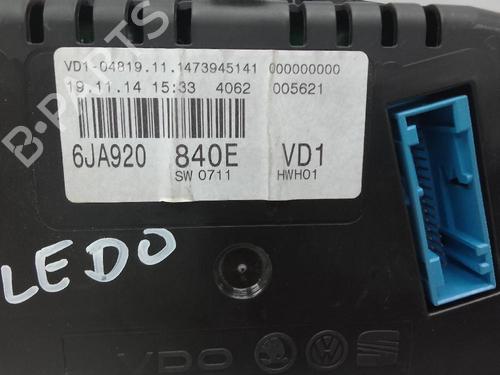 VD1-04819.11.1473945141 000000000
19.11.14 15:33 4062 005621
6JA920 840E VD1
SW 0711 HWH01
LEDO
VDO
B-PARTS